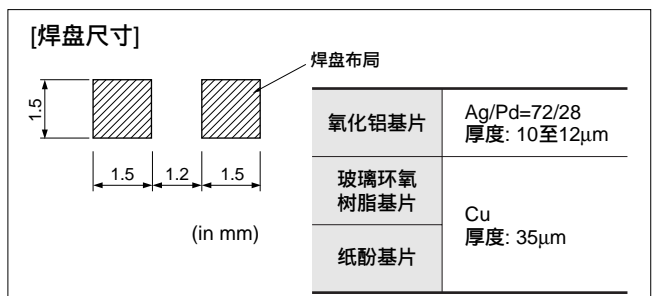 [焊盘尺寸]
焊盘布局
1.5
1.5
1.2
1.5
(in mm)
氧化铝基片
Ag/Pd=72/28
厚度: 10至12μm
玻璃环氧
树脂基片
Cu
厚度: 35μm
纸酚基片